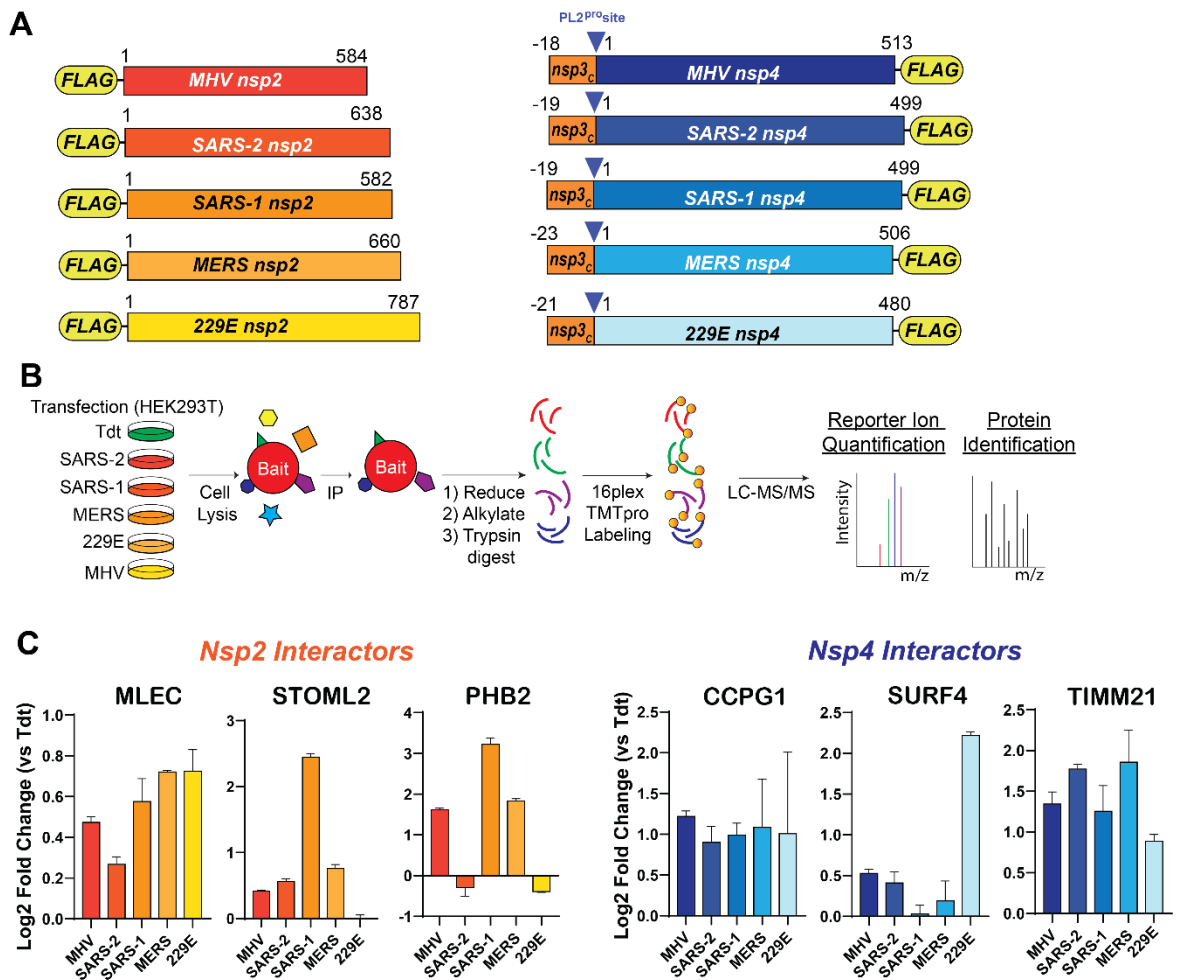 A
PL2pro site
1 584
FLAG MHV nsp2
1 638
FLAG SARS-2 nsp2
1 582
FLAG SARS-1 nsp2
1 660
FLAG MERS nsp2
1 787
FLAG 229E nsp2
-18 1 513
nsp3c MHV nsp4 FLAG
-19 1 499
nsp3c SARS-2 nsp4 FLAG
-19 1 499
nsp3c SARS-1 nsp4 FLAG
-23 1 506
nsp3c MERS nsp4 FLAG
-21 1 480
nsp3c 229E nsp4 FLAG
B
Transfection (HEK293T)
Tdt
SARS-2
SARS-1
MERS
229E
MHV
Cell
Lysis
Bait
IP
Bait
1) Reduce
2) Alkylate
3) Trypsin
digest
16plex
TMTpro
Labeling
LC-MS/MS
Reporter Ion
Quantification
Intensity
m/z
Protein
Identification
m/z
C
Nsp2 Interactors
Log2 Fold Change (vs Tdt)
MLEC
1.0
0.8
0.6
0.4
0.2
0.0
MHV
SARS-2
SARS-1
MERS
229E
STOML2
3
2
1
0
MHV
SARS-2
SARS-1
MERS
229E
PHB2
4
3
2
1
0
-1
MHV
SARS-2
SARS-1
MERS
229E
Nsp4 Interactors
Log2 Fold Change (vs Tdt)
CCPG1
2.5
2.0
1.5
1.0
0.5
0.0
MHV
SARS-2
SARS-1
MERS
229E
SURF4
2.5
2.0
1.5
1.0
0.5
0.0
MHV
SARS-2
SARS-1
MERS
229E
TIMM21
2.5
2.0
1.5
1.0
0.5
0.0
MHV
SARS-2
SARS-1
MERS
229E